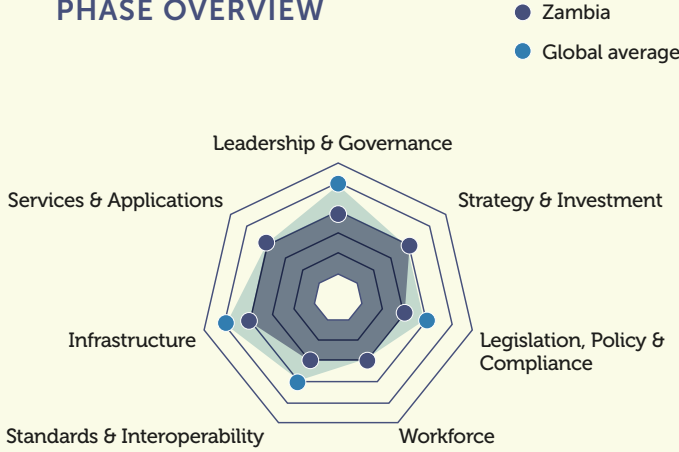 PHASE OVERVIEW
Zambia
Global average
Leadership & Governance
Services & Applications
Strategy & Investment
Infrastructure
Legislation, Policy &
Compliance
Standards & Interoperability
Workforce